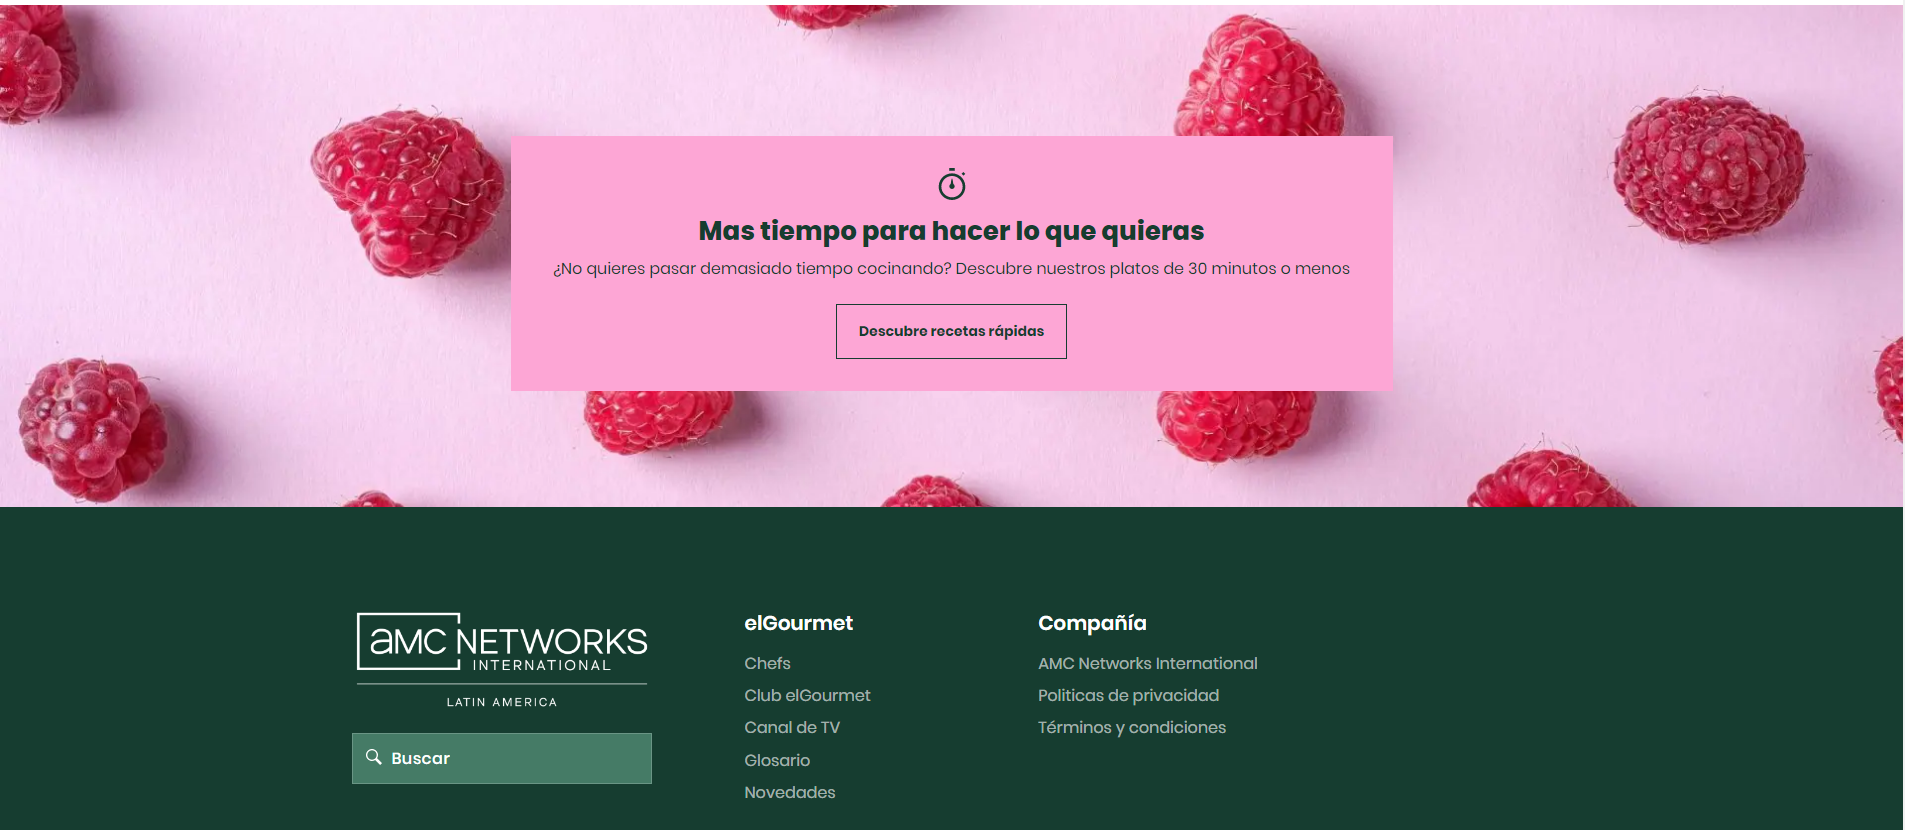 Mas tiempo para hacer lo que quieras
¿No quieres pasar demasiado tiempo cocinando? Descubre nuestros platos de 30 minutos o menos
Descubre recetas rápidas
aMC NETWORKS
INTERNATIONAL
LATIN AMERICA
Buscar
elGourmet
Chefs
Club elGourmet
Canal de TV
Glosario
Novedades
Compañía
AMC Networks International
Politicas de privacidad
Términos y condiciones